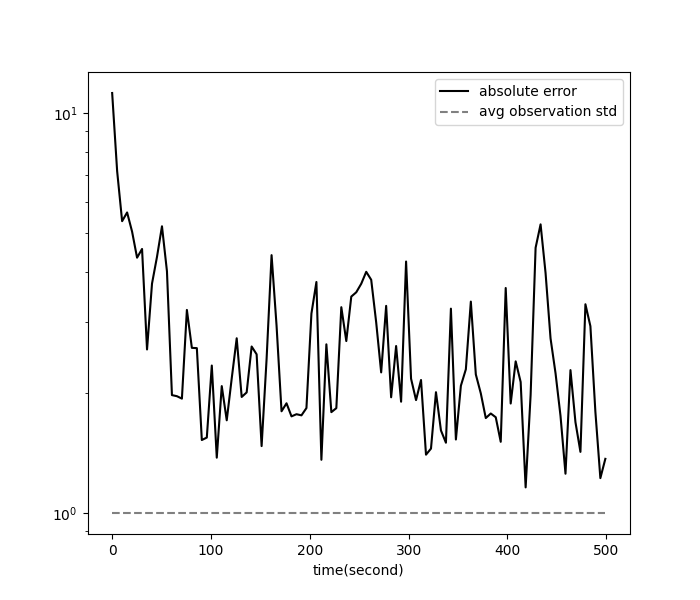 absolute error
avg observation std
10¹
10⁰
0 100 200 300 400 500
time(second)